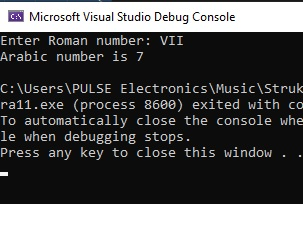 Microsoft Visual Studio Debug Console
Enter Roman number: VII
Arabic number is 7
C:\Users\PULSE Electronics\Music\Struk
ra11.exe (process 8600) exited with co
To automatically close the console whe
le when debugging stops.
Press any key to close this window . .